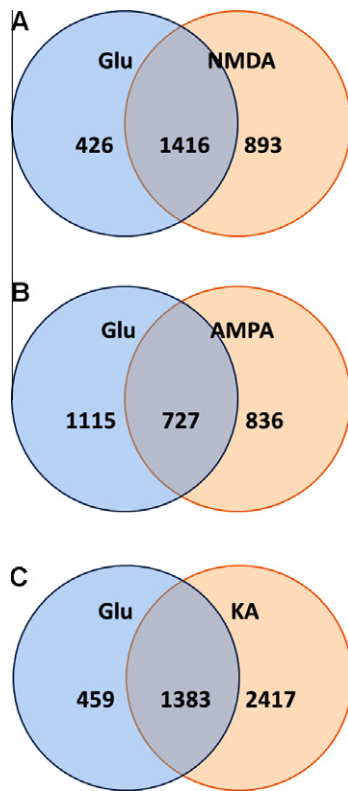 A
Glu NMDA
426 1416 893
B
Glu AMPA
1115 727 836
C
Glu KA
459 1383 2417